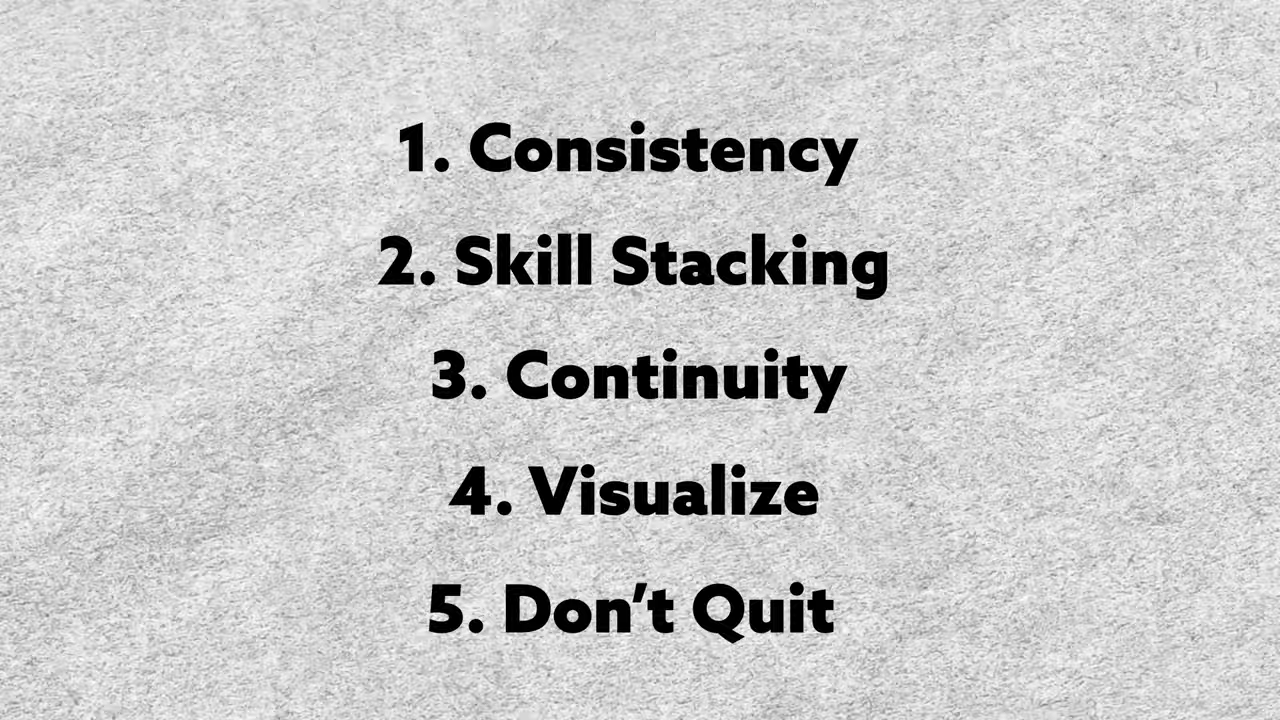 1. Consistency
2. Skill Stacking
3. Continuity
4. Visualize
5. Don’t Quit